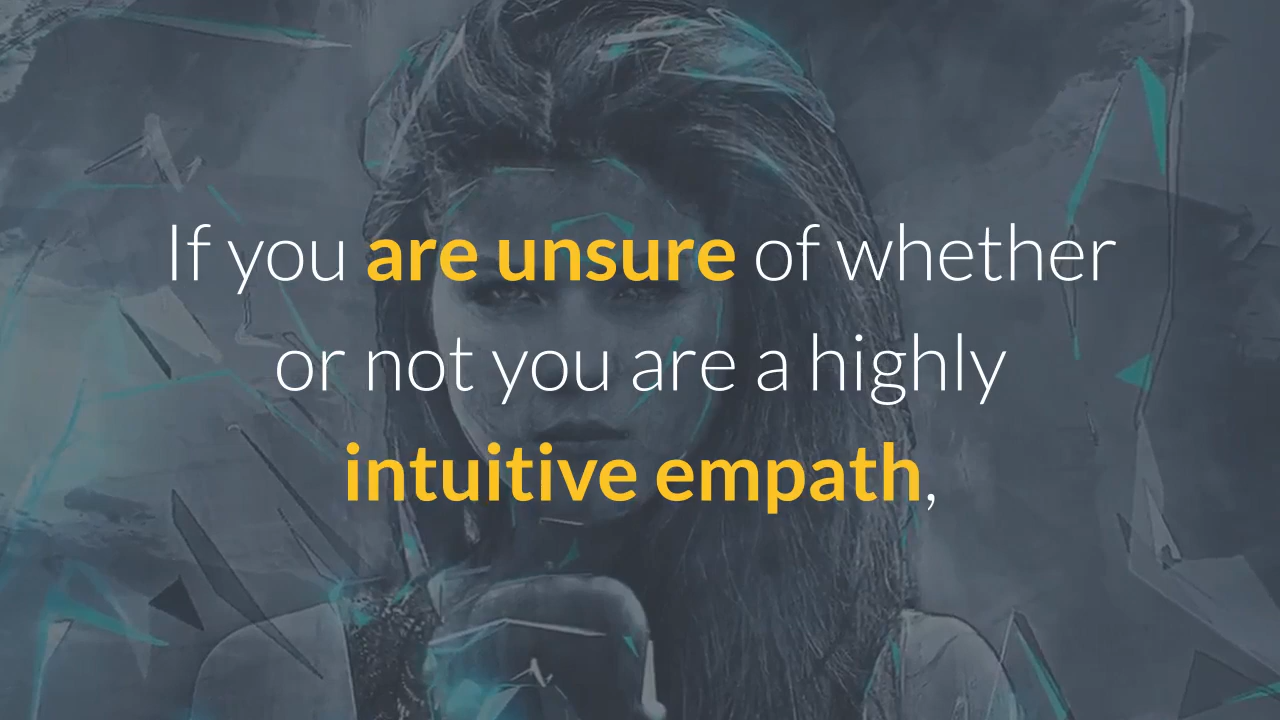 If you are unsure of whether
or not you are a highly
intuitive empath,